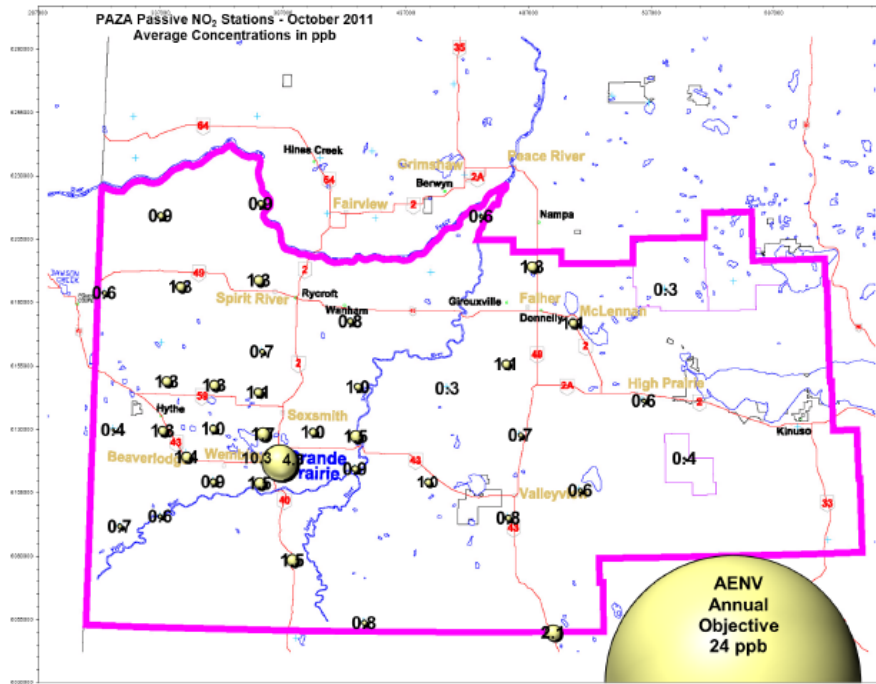 PAZA Passive NO2 Stations - October 2011
Average Concentrations in ppb
35
64
Hines Creek
Grimshaw
Peace River
54
2A
Berwyn
Fairview
2
0.9
0.9
0.6
Nampa
DAWSON
CREEK
49
2
1.3
1.3
1.3
0.6
0.3
Spirit River
Rycroft
Wanham
Girouxville
Falher
McLennan
Donnelly
0.8
1.1
0.7
2
49
2
1.1
1.3
1.3
1.1
1.0
0.3
2A
High Prairie
59
0.6
2
Hythe
Sexsmith
0.4
1.3
1.0
1.7
1.0
1.5
0.7
Kinuso
43
Beaverlodge
1.4
10.3
4.3
Grande
Prairie
0.9
43
0.4
0.9
1.5
1.0
Valleyview
0.6
40
33
0.7
0.6
0.8
43
1.5
0.8
2.1
AENV
Annual
Objective
24 ppb